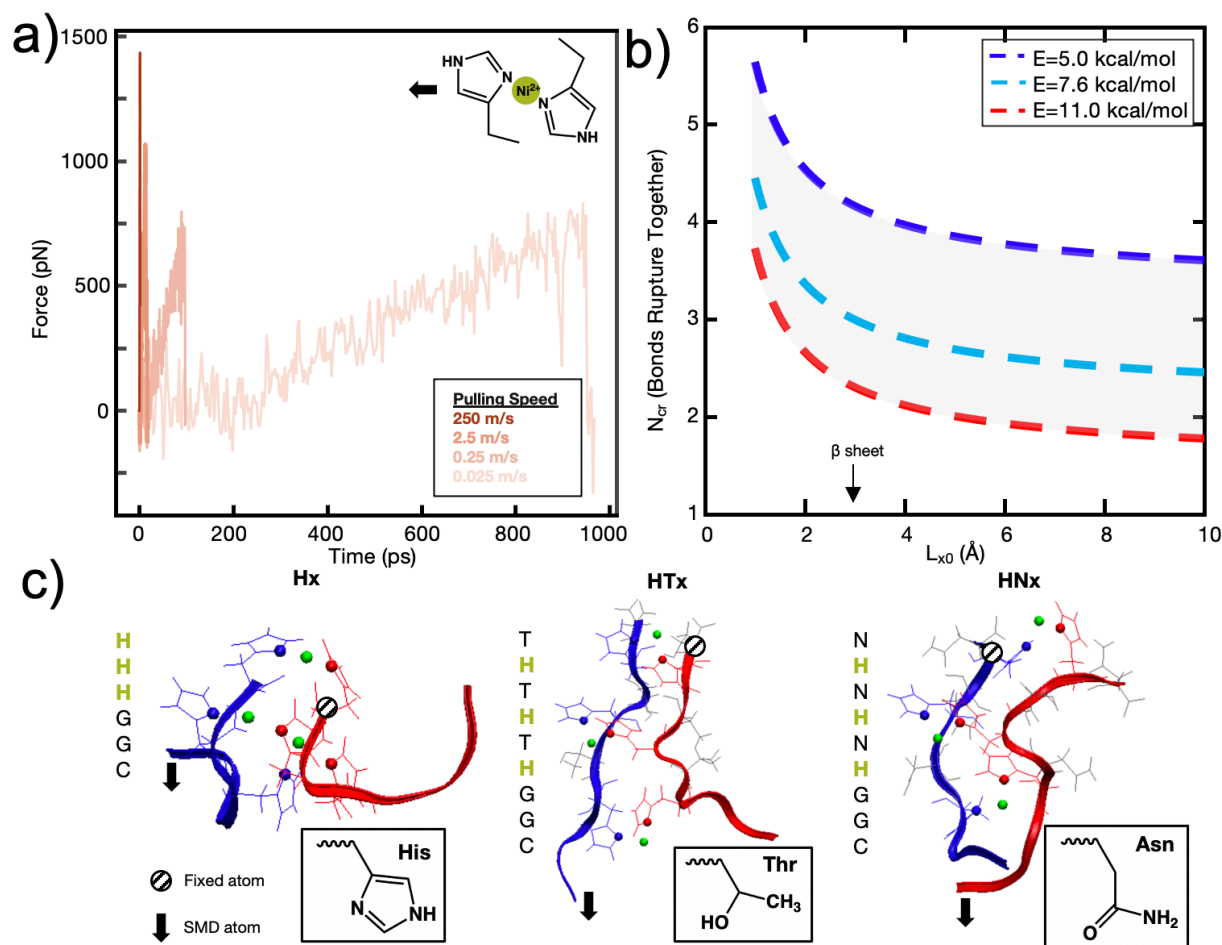 a)
1500
1000
500
0
Force (pN)
0
200
400
600
800
1000
Time (ps)
HN
N
Ni2+
N
NH
Pulling Speed
250 m/s
2.5 m/s
0.25 m/s
0.025 m/s
b)
6
5
4
3
2
1
Ncr (Bonds Rupture Together)
0
2
4
6
8
10
Lx0 (Å)
E=5.0 kcal/mol
E=7.6 kcal/mol
E=11.0 kcal/mol
β sheet
c)
Hx
H
H
H
G
G
C
His
N
NH
Fixed atom
SMD atom
HTx
T
H
T
H
T
H
G
G
C
Thr
CH3
HO
HNx
N
H
N
H
N
H
G
G
C
Asn
NH2
O